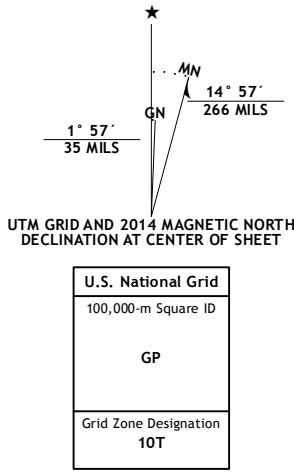 ★
MN
GN
14° 57´
266 MILS
1° 57´
35 MILS
UTM GRID AND 2014 MAGNETIC NORTH
DECLINATION AT CENTER OF SHEET
U.S. National Grid
100,000-m Square ID
GP
Grid Zone Designation
10T